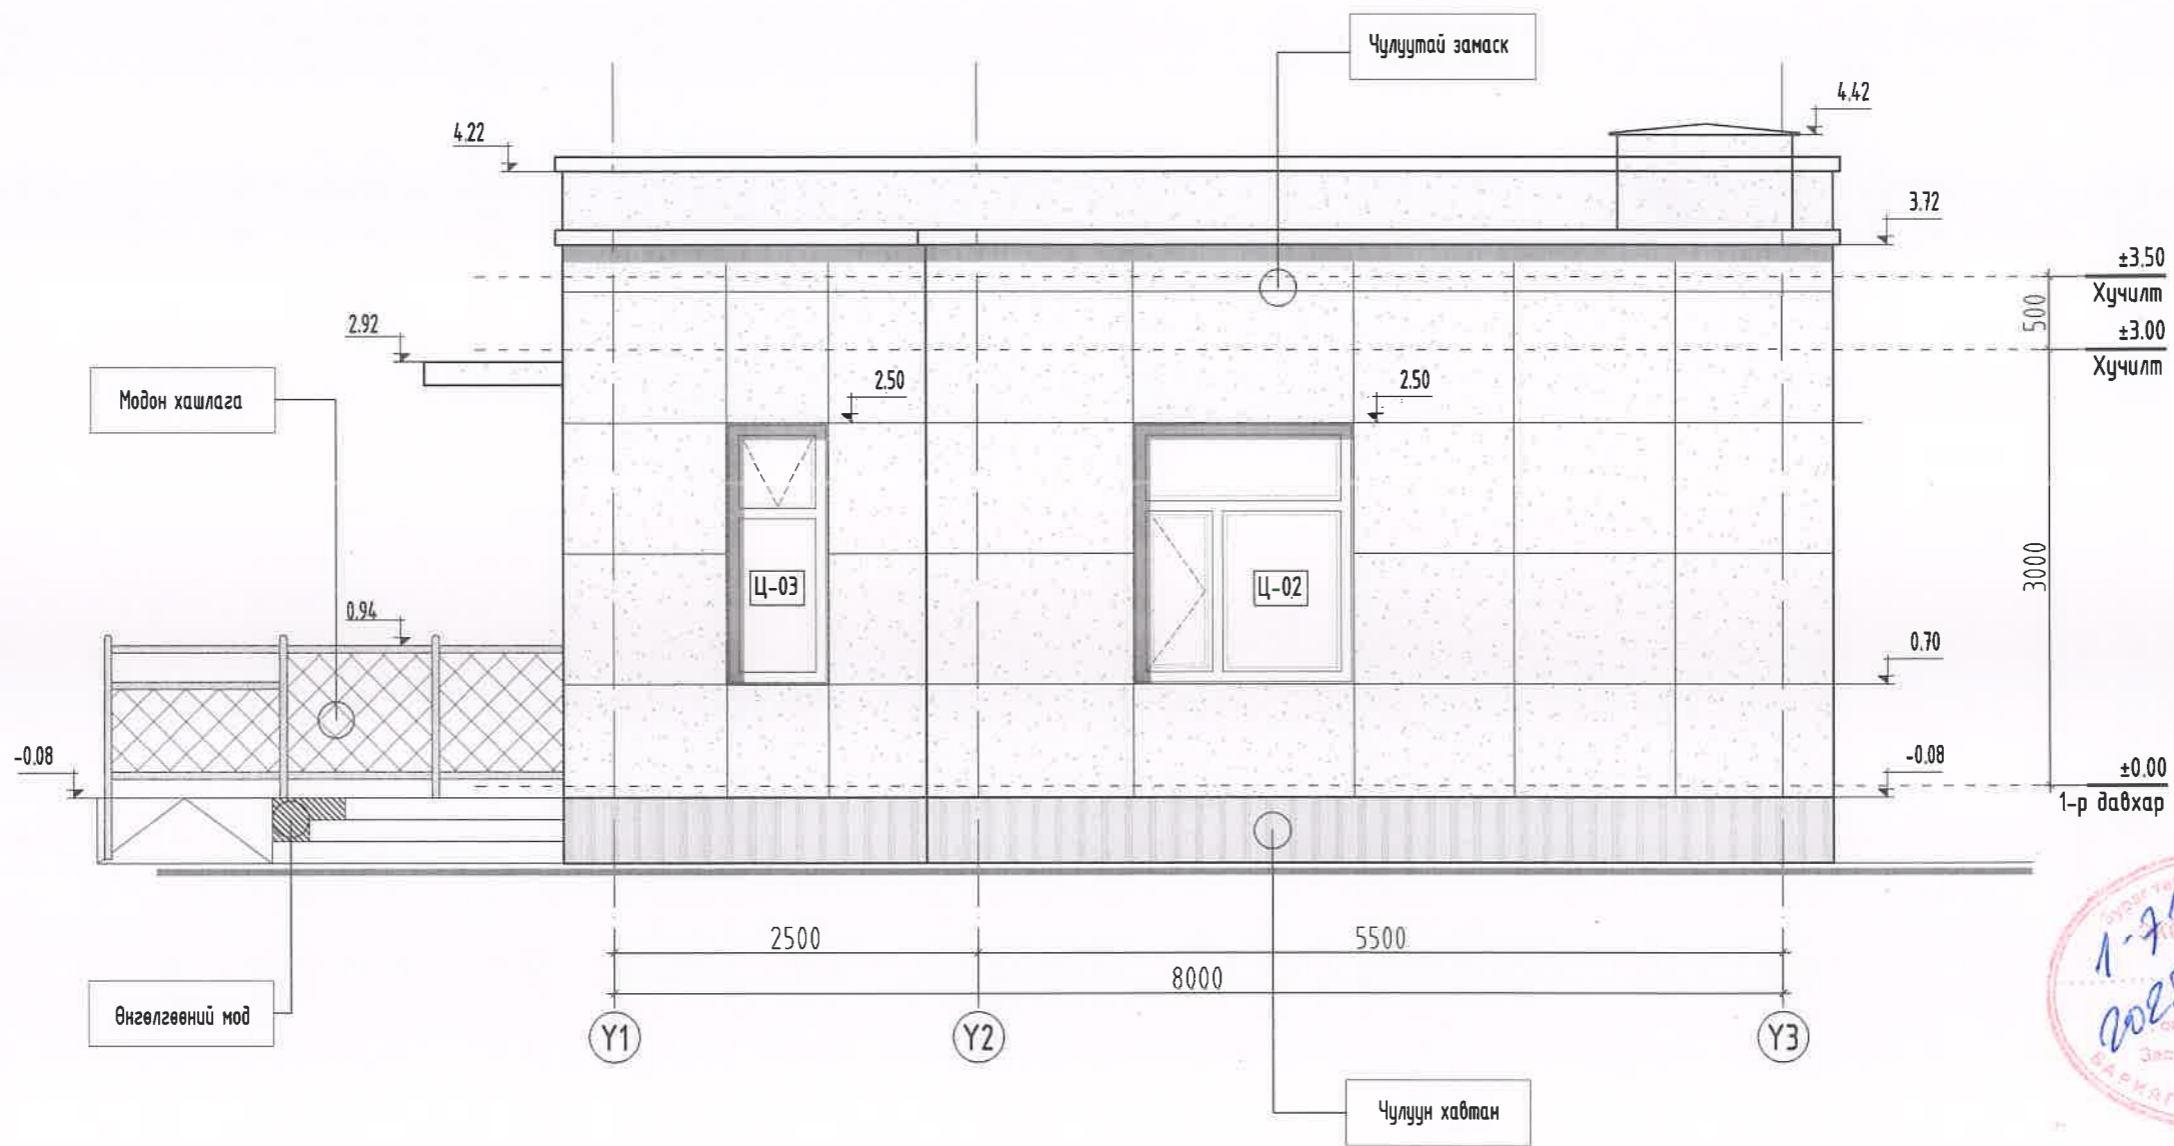 Чулуутай замаск
4.42
4.22
3.72
±3.50
Хучилт
500
±3.00
Хучилт
2.92
2.50
2.50
Модон хашлага
3000
Ц-03
Ц-02
0.94
0.70
-0.08
-0.08
±0.00
1-р давхар
2500
5500
8000
Өнгөлгөөний мод
Y1
Y2
Y3
Чулуун хавтан